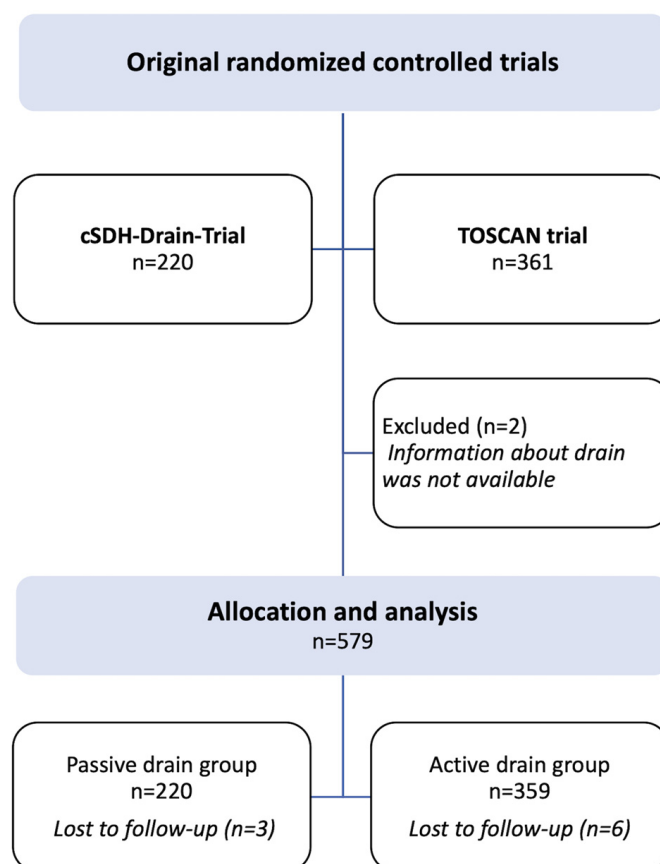 Original randomized controlled trials
cSDH-Drain-Trial
n=220
TOSCAN trial
n=361
Excluded (n=2)
Information about drain
was not available
Allocation and analysis
n=579
Passive drain group
n=220
Lost to follow-up (n=3)
Active drain group
n=359
Lost to follow-up (n=6)